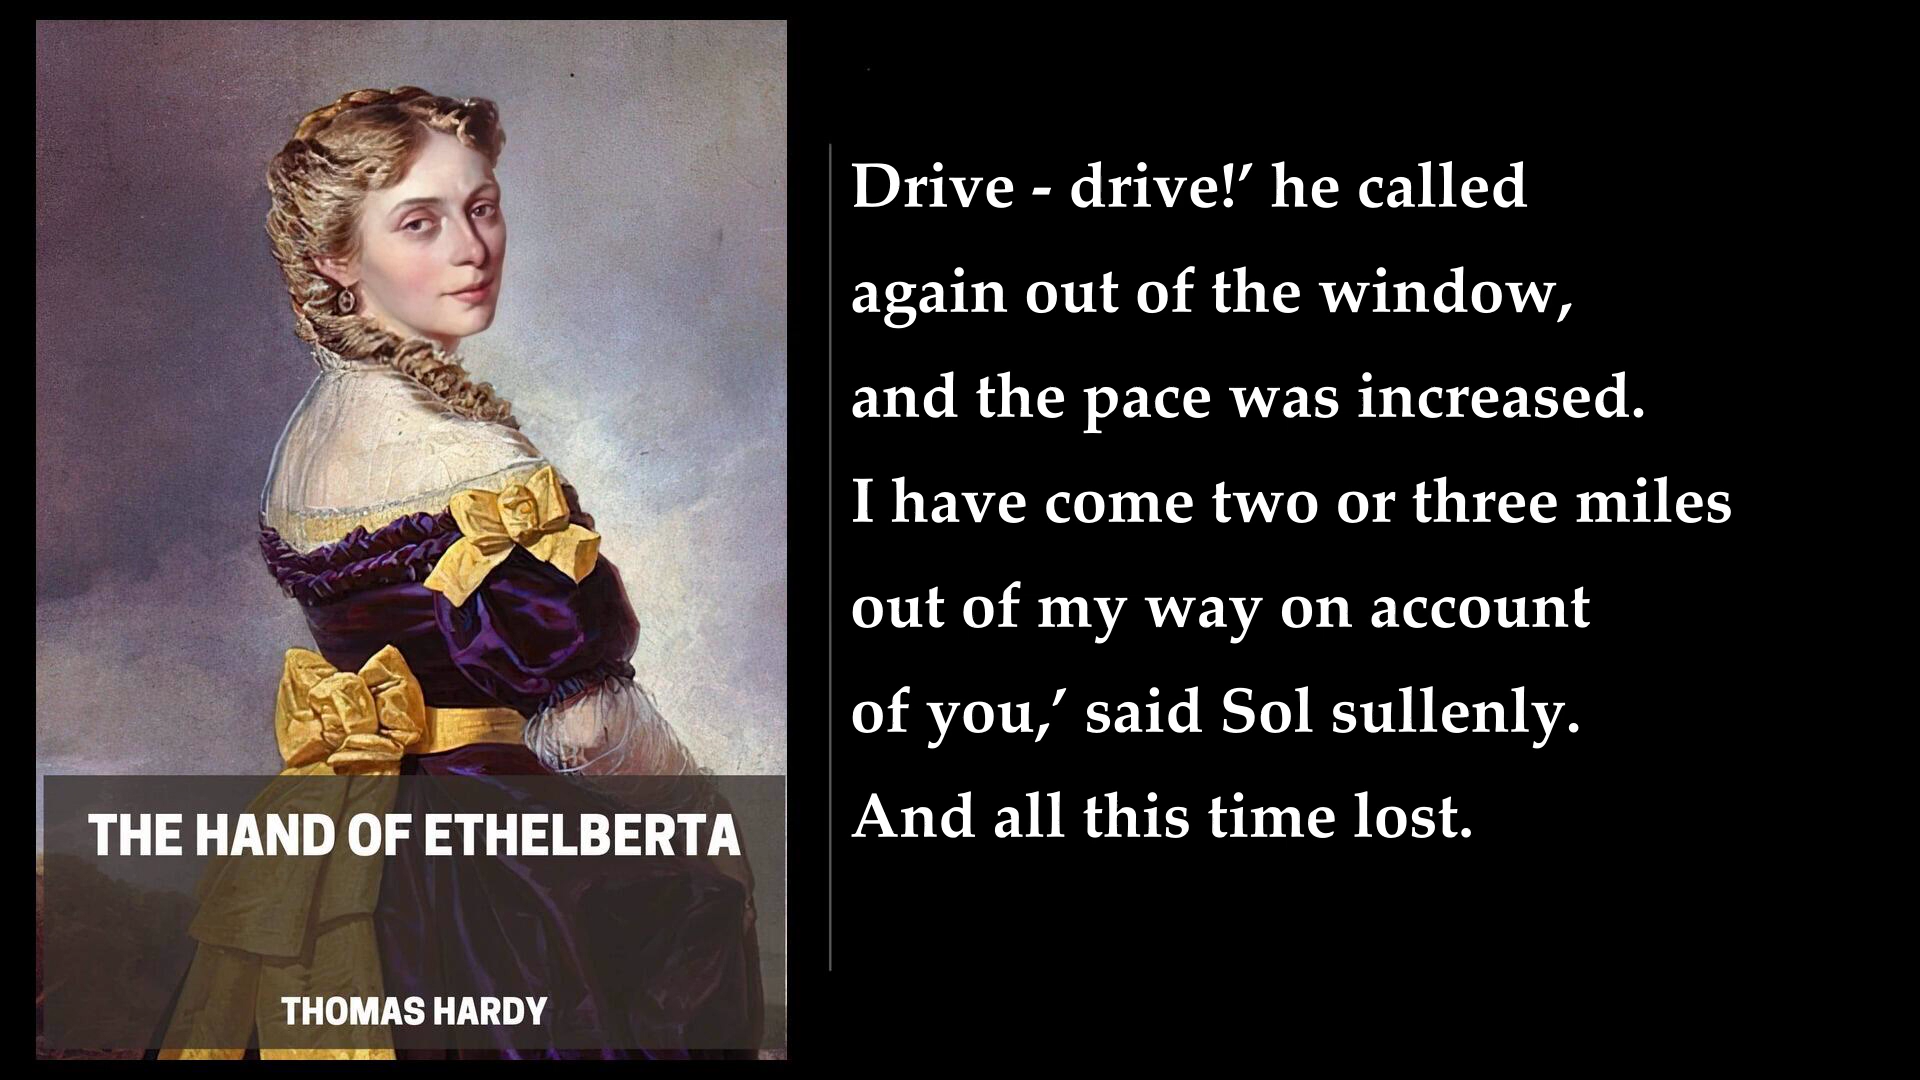 THE HAND OF ETHELBERTA
THOMAS HARDY
Drive - drive!’ he called
again out of the window,
and the pace was increased.
I have come two or three miles
out of my way on account
of you,’ said Sol sullenly.
And all this time lost.